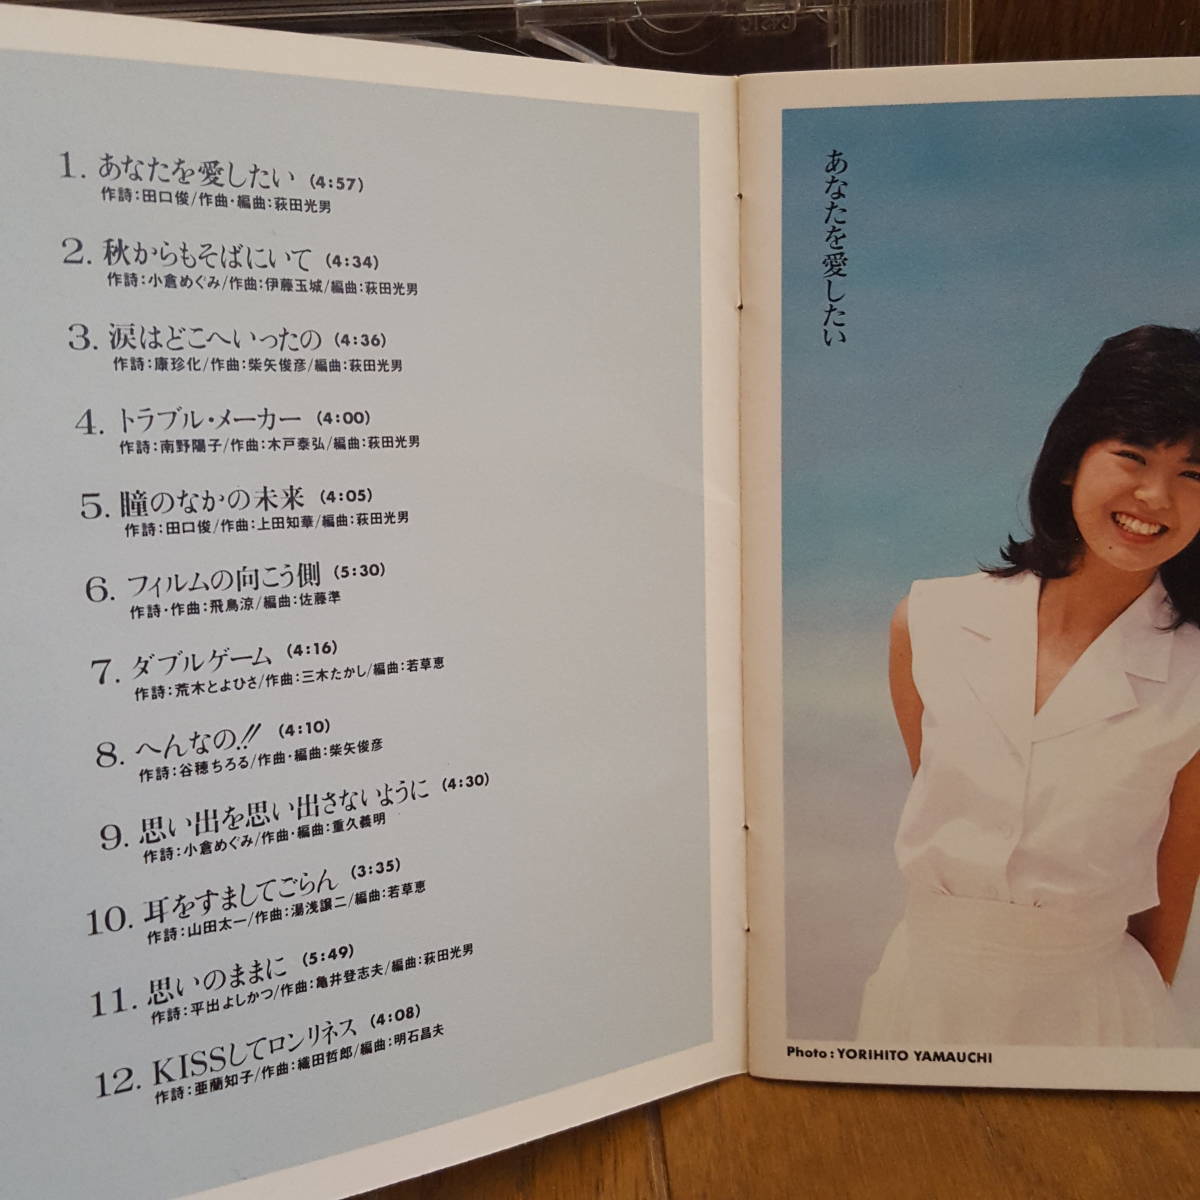 1. あなたを愛したい (4:57)
作詩:田口俊/作曲・編曲:萩田光男
2. 秋からもそばにいて (4:34)
作詩:小倉めぐみ/作曲:伊藤玉城/編曲:萩田光男
3. 涙はどこへいったの (4:36)
作詩:康珍化/作曲:柴矢俊彦/編曲:萩田光男
4. トラブル・メーカー (4:00)
作詩:南野陽子/作曲:木戸泰弘/編曲:萩田光男
5. 瞳のなかの未来 (4:05)
作詩:田口俊/作曲:上田知華/編曲:萩田光男
6. フィルムの向こう側 (5:30)
作詩・作曲:飛鳥涼/編曲:佐藤準
7. ダブルゲーム (4:16)
作詩:荒木とよひさ/作曲:三木たかし/編曲:若草恵
8. へんなの!! (4:10)
作詩:谷穂ちろる/作曲・編曲:柴矢俊彦
9. 思い出を思い出さないように (4:30)
作詩:小倉めぐみ/作曲・編曲:重久義明
10. 耳をすましてごらん (3:35)
作詩:山田太一/作曲:湯浅譲二/編曲:若草恵
11. 思いのままに (5:49)
作詩:平出よしかつ/作曲:亀井登志夫/編曲:萩田光男
12. KISSしてロンリネス (4:08)
作詩:亜蘭知子/作曲:織田哲郎/編曲:明石昌夫
あなたを愛したい
Photo:YORIHITO YAMAUCHI